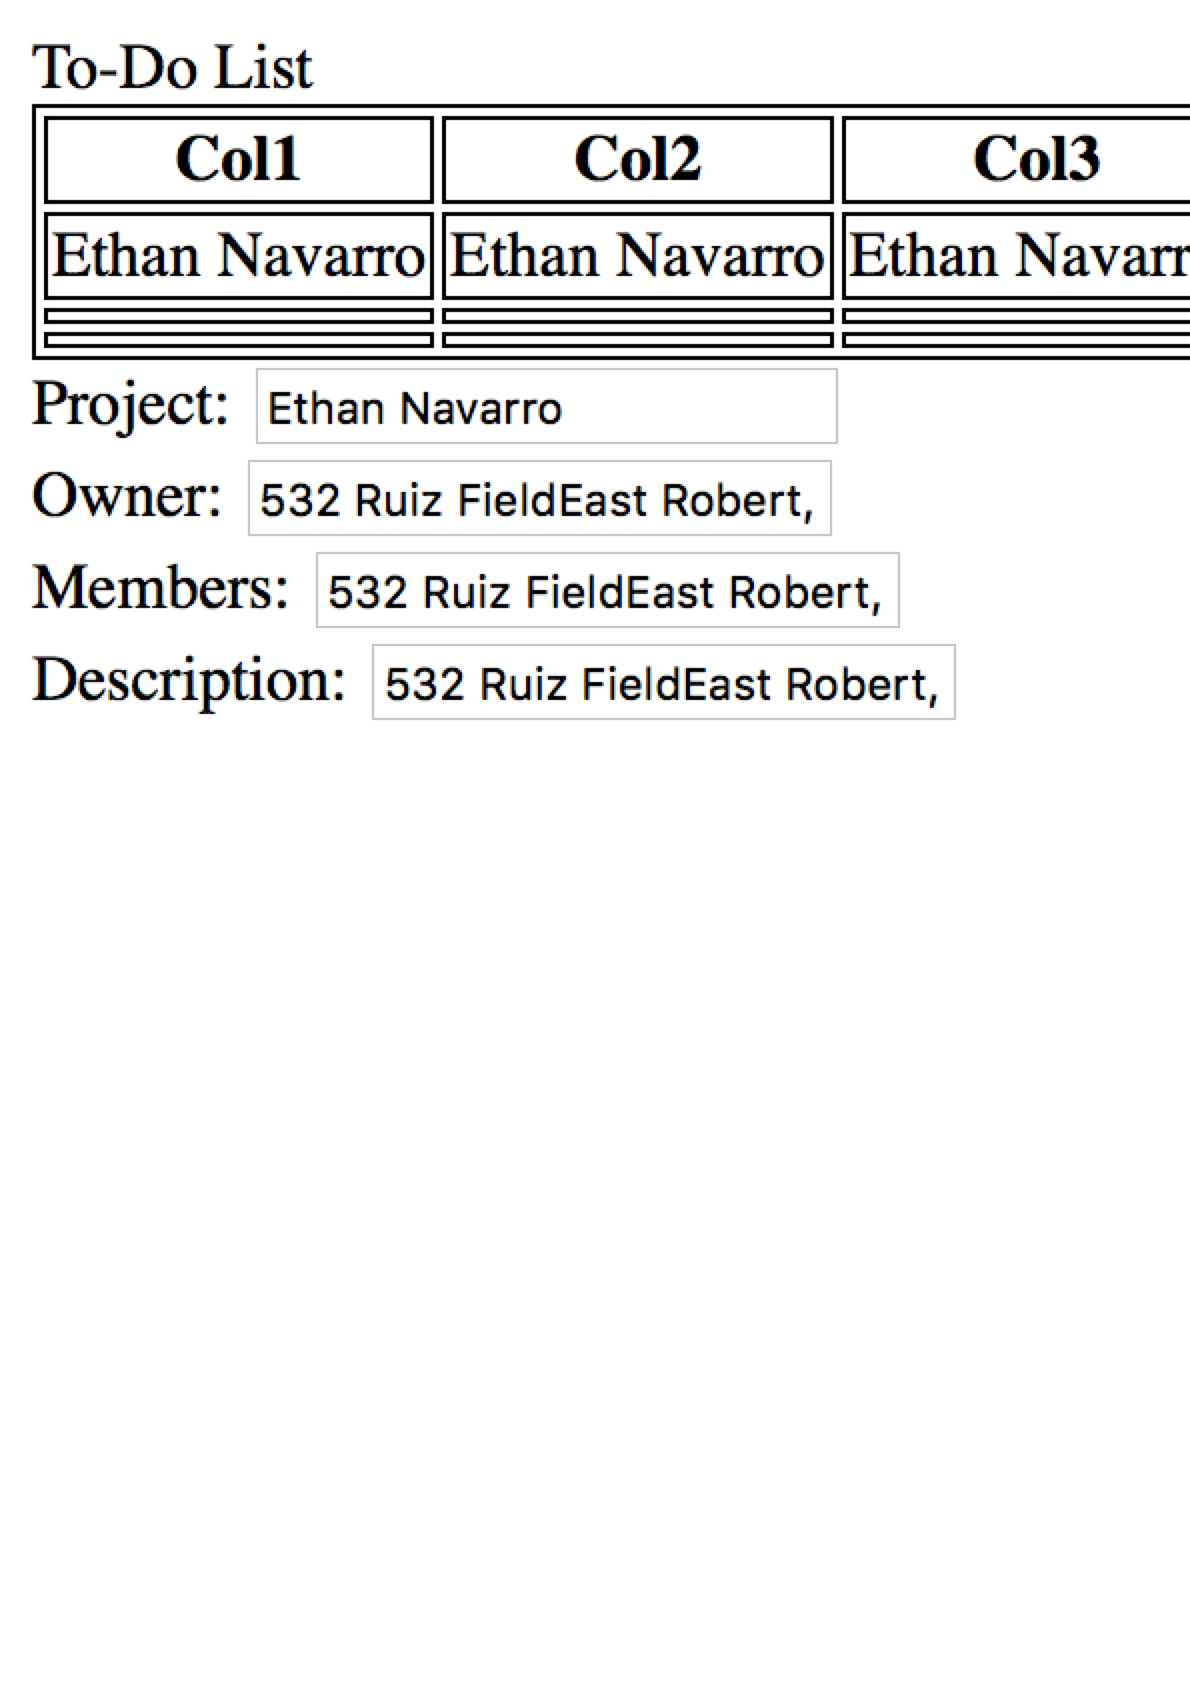 To-Do List
Col1 Col2 Col3
Ethan Navarro Ethan Navarro Ethan Navarr
Project: Ethan Navarro
Owner: 532 Ruiz FieldEast Robert,
Members: 532 Ruiz FieldEast Robert,
Description: 532 Ruiz FieldEast Robert,